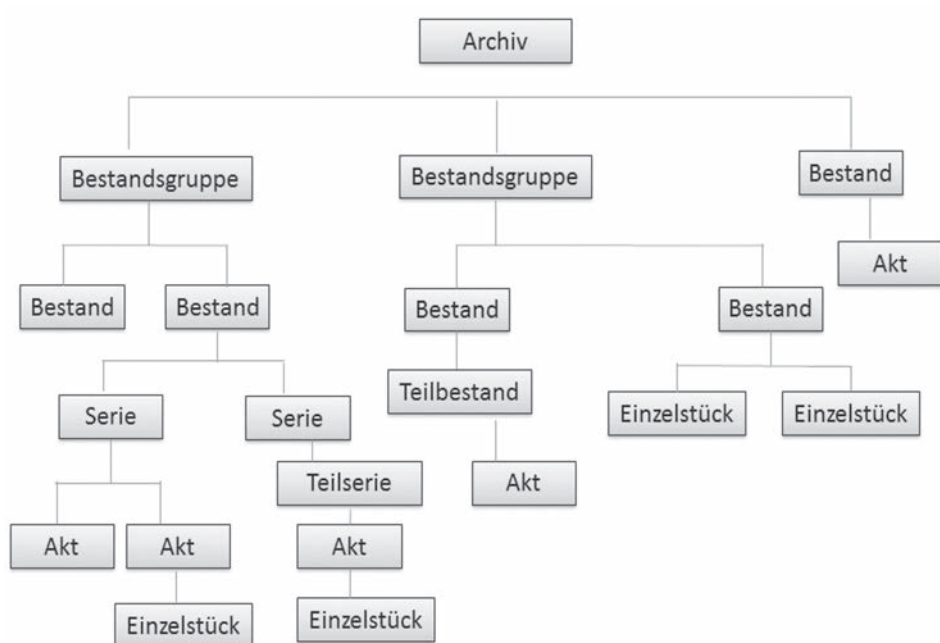 Archiv
Bestandsgruppe
Bestandsgruppe
Bestand
Akt
Bestand
Bestand
Bestand
Bestand
Teilbestand
Serie
Serie
Einzelstück
Einzelstück
Teilserie
Akt
Akt
Akt
Akt
Einzelstück
Einzelstück